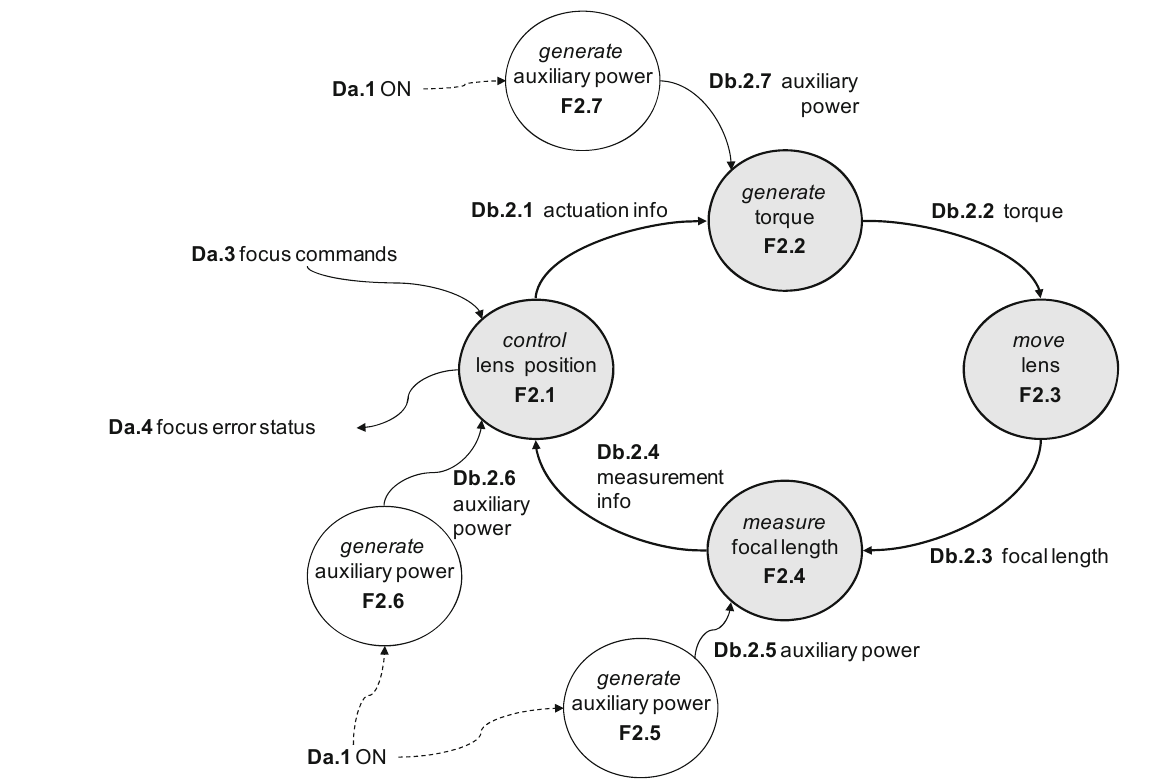 generate
auxiliary power
F2.7
Da.1 ON
Db.2.7 auxiliary
power
generate
torque
F2.2
Db.2.1 actuation info
Db.2.2 torque
Da.3 focus commands
control
lens position
F2.1
move
lens
F2.3
Da.4 focus error status
Db.2.4
measurement
info
Db.2.6
auxiliary
power
measure
focal length
F2.4
Db.2.3 focal length
generate
auxiliary power
F2.6
Db.2.5 auxiliary power
generate
auxiliary power
F2.5
Da.1 ON